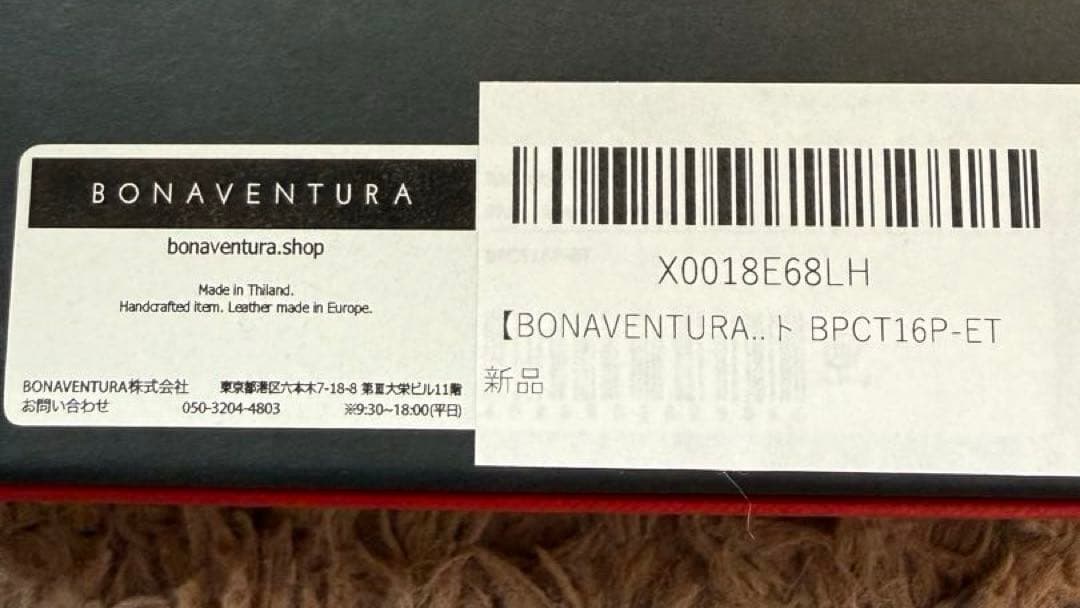 BONAVENTURA
bonaventura.shop
Made in Thiland.
Handcrafted item. Leather made in Europe.
BONAVENTURA株式会社 東京都港区六本木7-18-8 第Ⅲ大栄ビル11階
お問い合わせ 050-3204-4803 ※9:30~18:00(平日)
X0018E68LH
【BONAVENTURA..ト BPCT16P-ET
新品